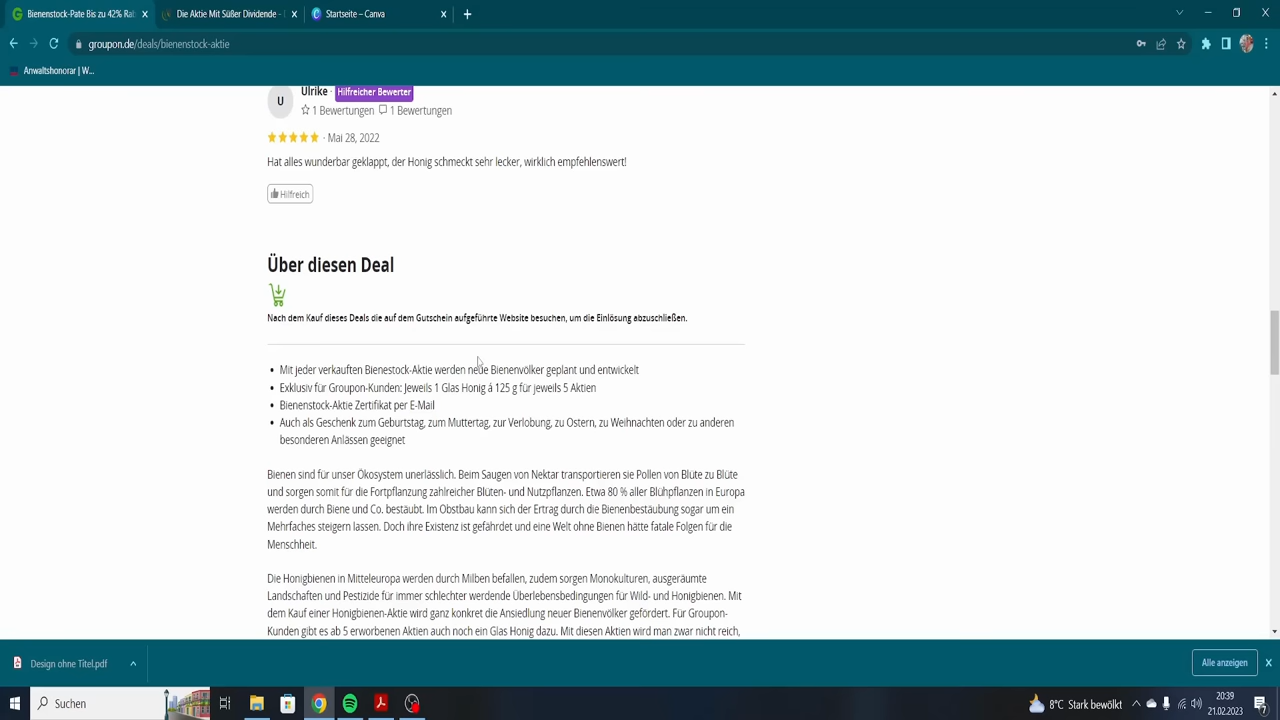 Bienenstock-Pate Bis zu 42% Ra
Die Aktie Mit Süßer Dividende -
Startseite – Canva
groupon.de/deals/bienenstock-aktie
Anwaltshonorar | W...
U
Ulrike · Hilfreicher Bewerter
1 Bewertungen 1 Bewertungen
· Mai 28, 2022
Hat alles wunderbar geklappt, der Honig schmeckt sehr lecker, wirklich empfehlenswert!
Hilfreich
Über diesen Deal
Nach dem Kauf dieses Deals die auf dem Gutschein aufgeführte Website besuchen, um die Einlösung abzuschließen.
• Mit jeder verkauften Bienestock-Aktie werden neue Bienenvölker geplant und entwickelt
• Exklusiv für Groupon-Kunden: Jeweils 1 Glas Honig á 125 g für jeweils 5 Aktien
• Bienenstock-Aktie Zertifikat per E-Mail
• Auch als Geschenk zum Geburtstag, zum Muttertag, zur Verlobung, zu Ostern, zu Weihnachten oder zu anderen
besonderen Anlässen geeignet
Bienen sind für unser Ökosystem unerlässlich. Beim Saugen von Nektar transportieren sie Pollen von Blüte zu Blüte
und sorgen somit für die Fortpflanzung zahlreicher Blüten- und Nutzpflanzen. Etwa 80 % aller Blühpflanzen in Europa
werden durch Biene und Co. bestäubt. Im Obstbau kann sich der Ertrag durch die Bienenbestäubung sogar um ein
Mehrfaches steigern lassen. Doch ihre Existenz ist gefährdet und eine Welt ohne Bienen hätte fatale Folgen für die
Menschheit.
Die Honigbienen in Mitteleuropa werden durch Milben befallen, zudem sorgen Monokulturen, ausgeräumte
Landschaften und Pestizide für immer schlechter werdende Überlebensbedingungen für Wild- und Honigbienen. Mit
dem Kauf einer Honigbienen-Aktie wird ganz konkret die Ansiedlung neuer Bienenvölker gefördert. Für Groupon-
Kunden gibt es ab 5 erworbenen Aktien auch noch ein Glas Honig dazu. Mit diesen Aktien wird man zwar nicht reich,
Design ohne Titel.pdf
Alle anzeigen
Suchen
8°C Stark bewölkt
20:39
21.02.2023